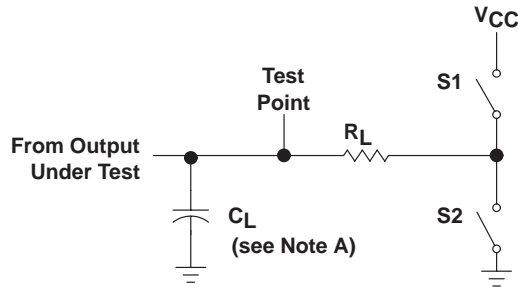 VCC
S1
Test
Point
RL
From Output
Under Test
CL
(see Note A)
S2